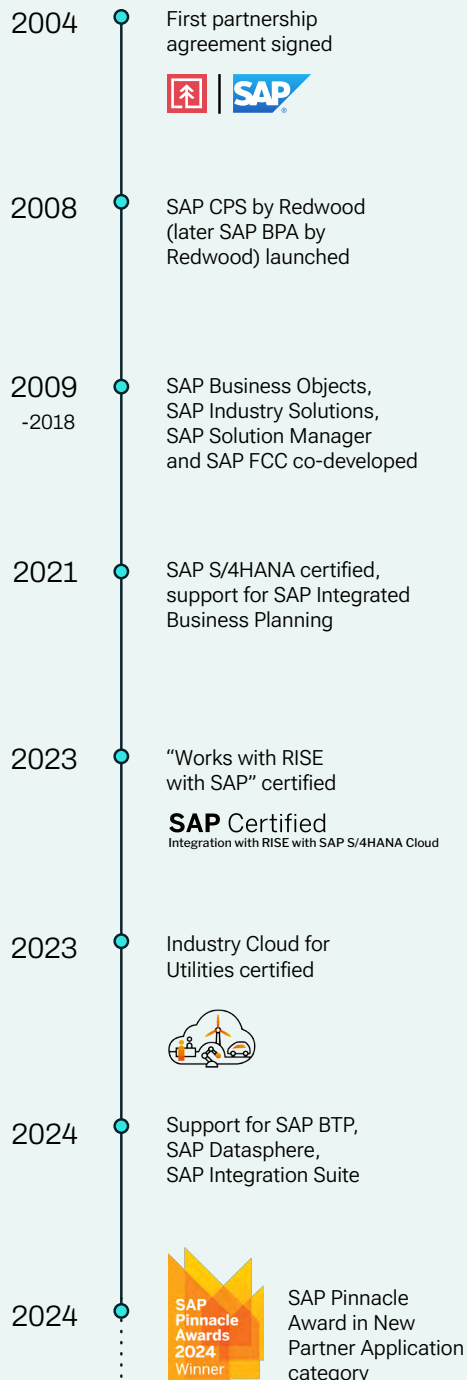 2004
First partnership
agreement signed
SAP
®
2008
SAP CPS by Redwood
(later SAP BPA by
Redwood) launched
2009
-2018
SAP Business Objects,
SAP Industry Solutions,
SAP Solution Manager
and SAP FCC co-developed
2021
SAP S/4HANA certified,
support for SAP Integrated
Business Planning
2023
“Works with RISE
with SAP” certified
SAP Certified
Integration with RISE with SAP S/4HANA Cloud
2023
Industry Cloud for
Utilities certified
2024
Support for SAP BTP,
SAP Datasphere,
SAP Integration Suite
2024
SAP
Pinnacle
Awards
2024
Winner
SAP Pinnacle
Award in New
Partner Application
category